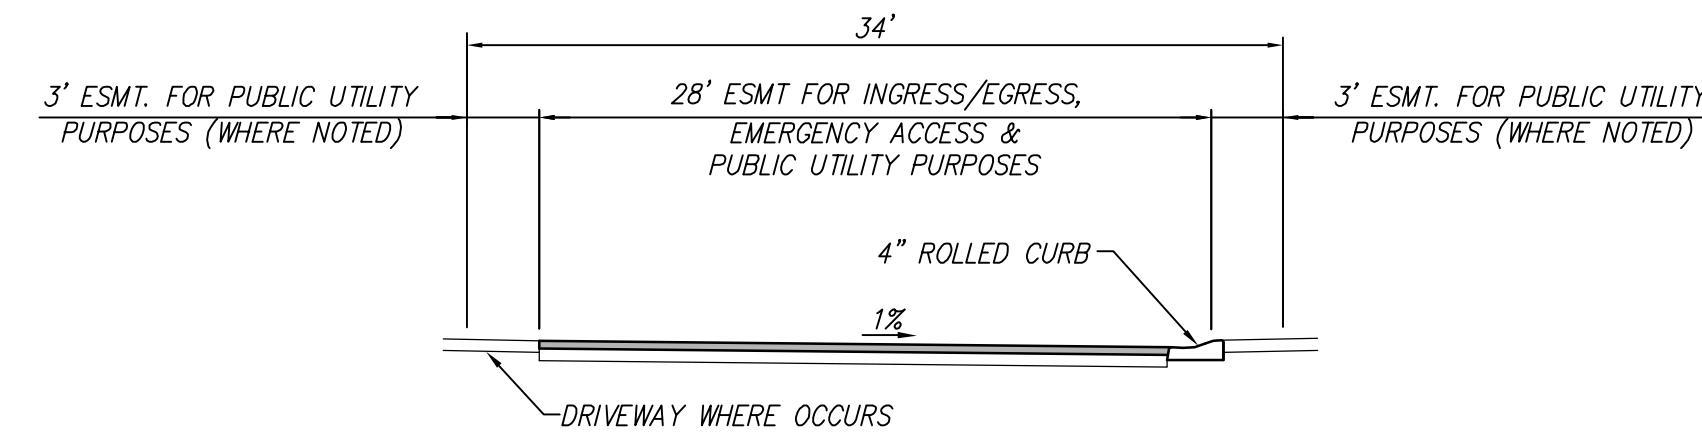 34'
3' ESMT. FOR PUBLIC UTILITY
PURPOSES (WHERE NOTED)
28' ESMT FOR INGRESS/EGRESS,
EMERGENCY ACCESS &
PUBLIC UTILITY PURPOSES
3' ESMT. FOR PUBLIC UTILITY
PURPOSES (WHERE NOTED)
4" ROLLED CURB
1%
DRIVEWAY WHERE OCCURS